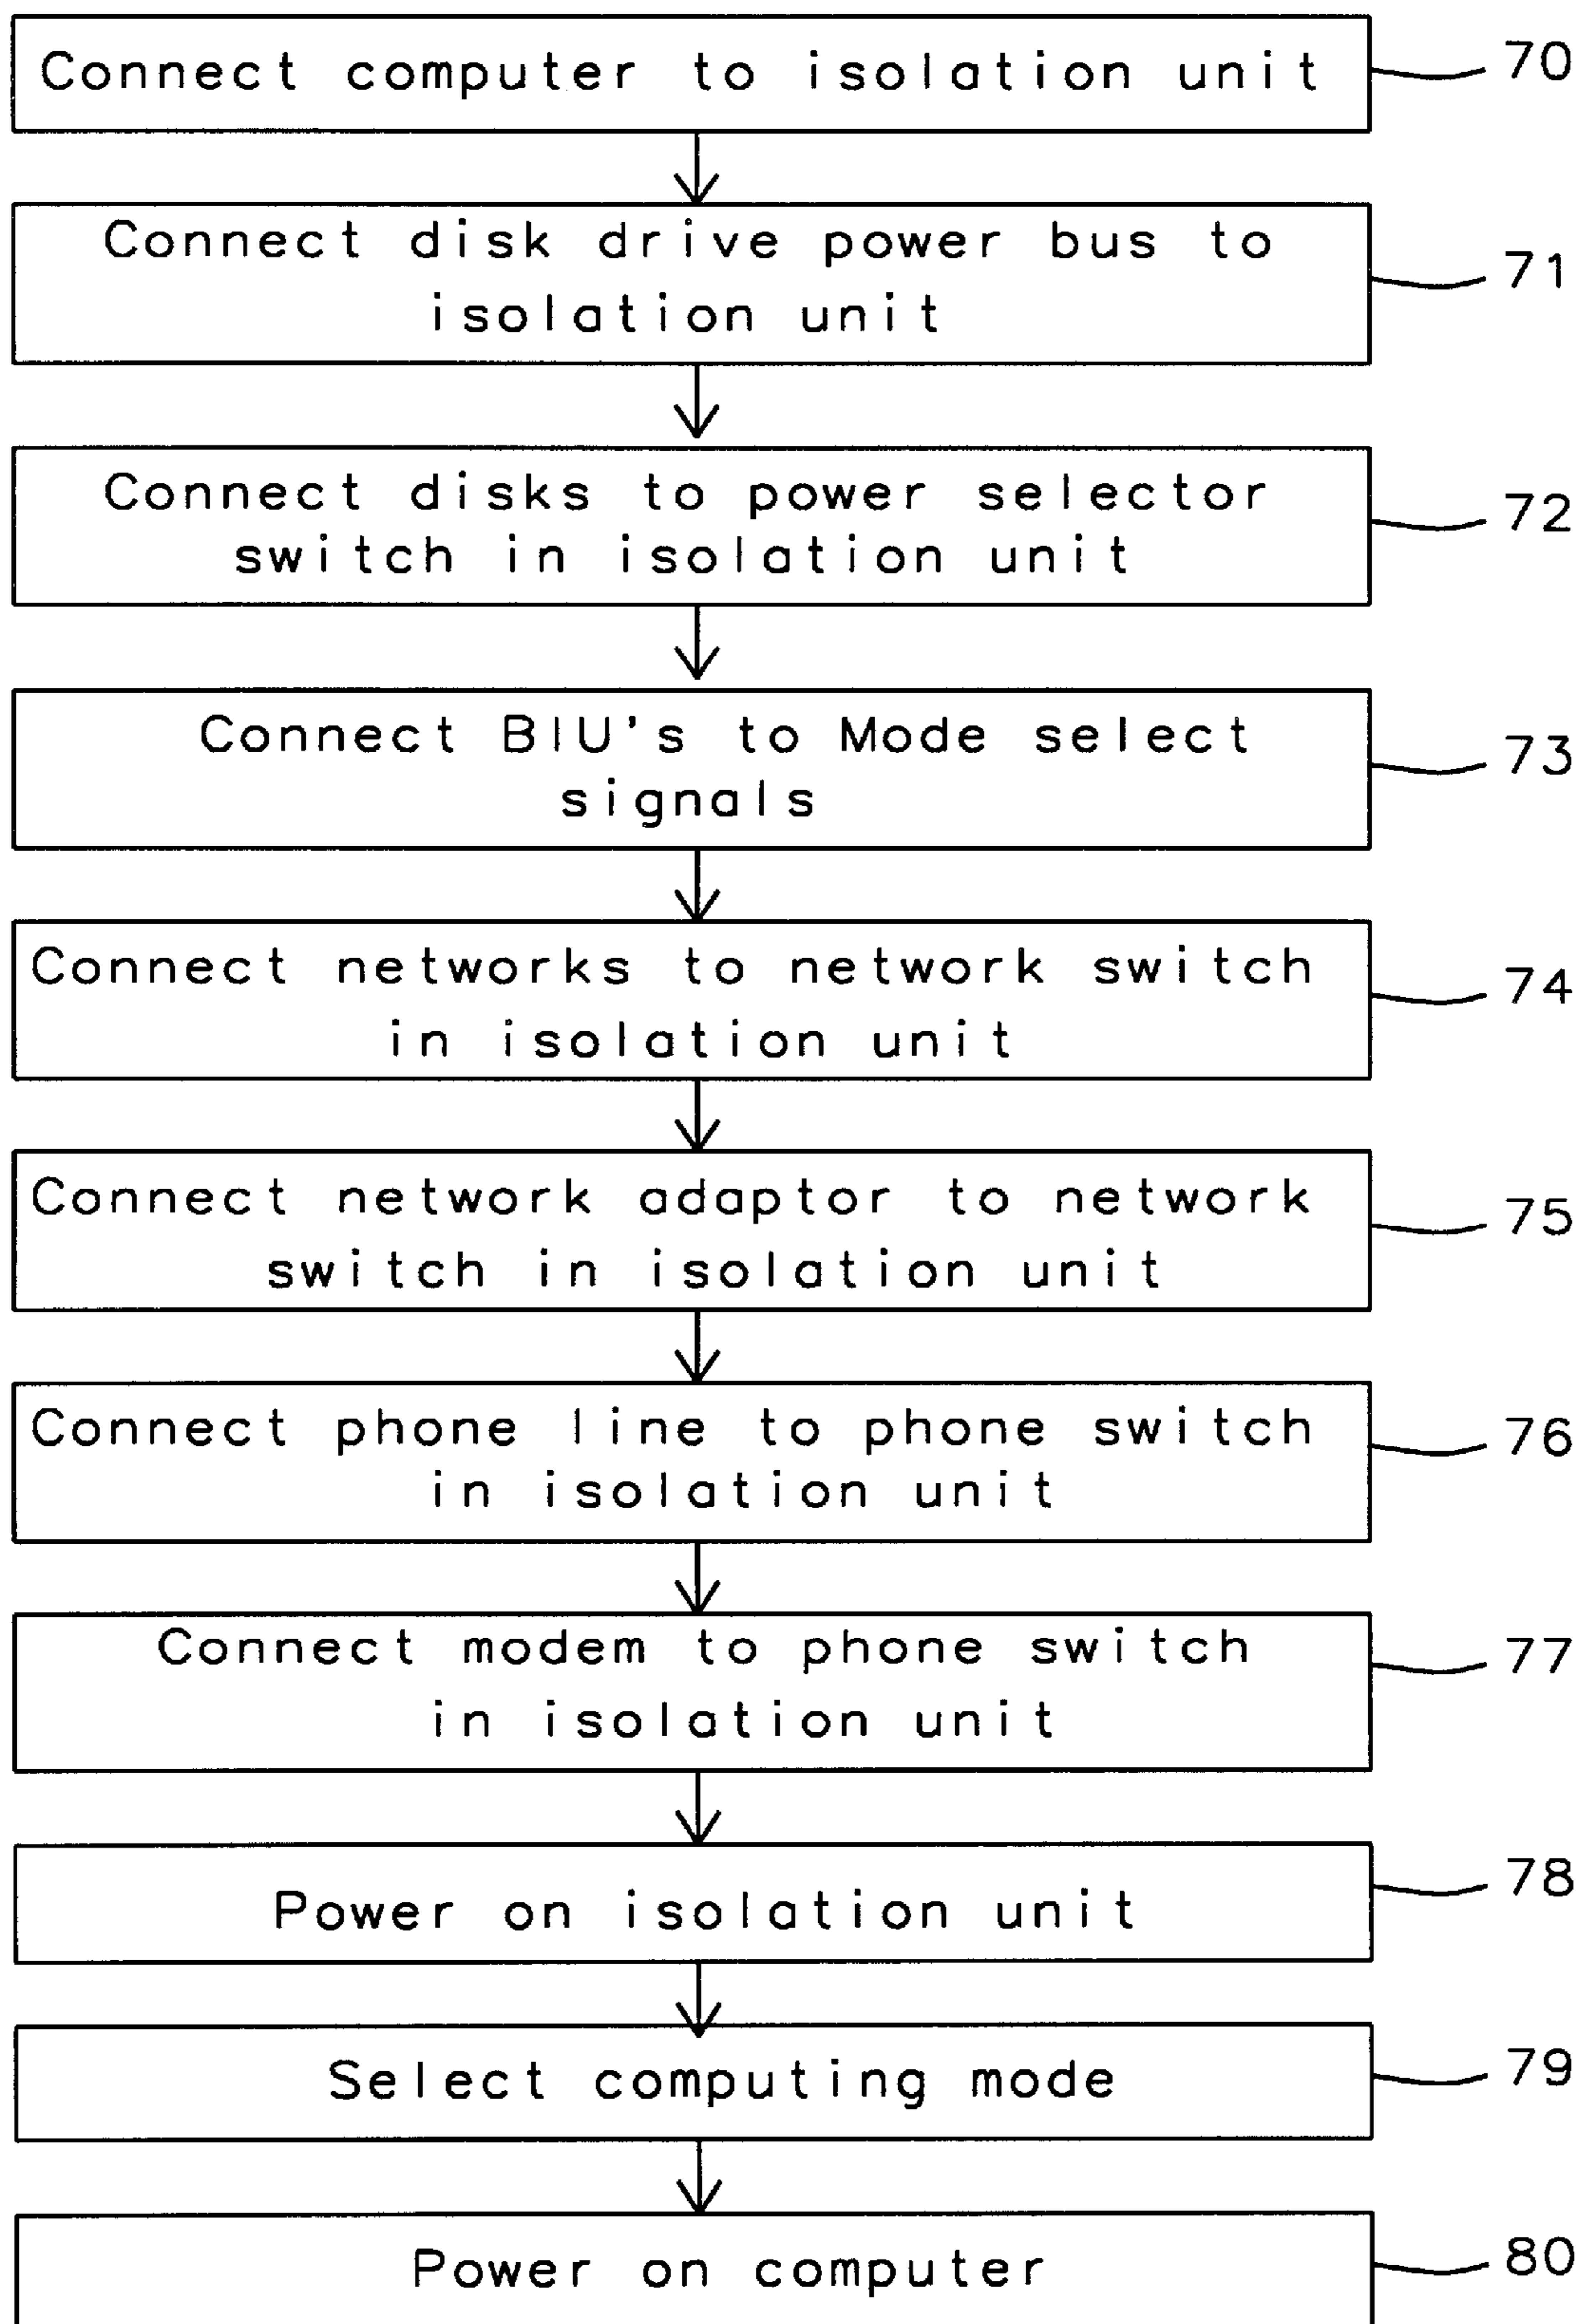 Connect computer to isolation unit
70
Connect disk drive power bus to
isolation unit
71
Connect disks to power selector
switch in isolation unit
72
Connect BIU's to Mode select
signals
73
Connect networks to network switch
in isolation unit
74
Connect network adaptor to network
switch in isolation unit
75
Connect phone line to phone switch
in isolation unit
76
Connect modem to phone switch
in isolation unit
77
Power on isolation unit
78
Select computing mode
79
Power on computer
80